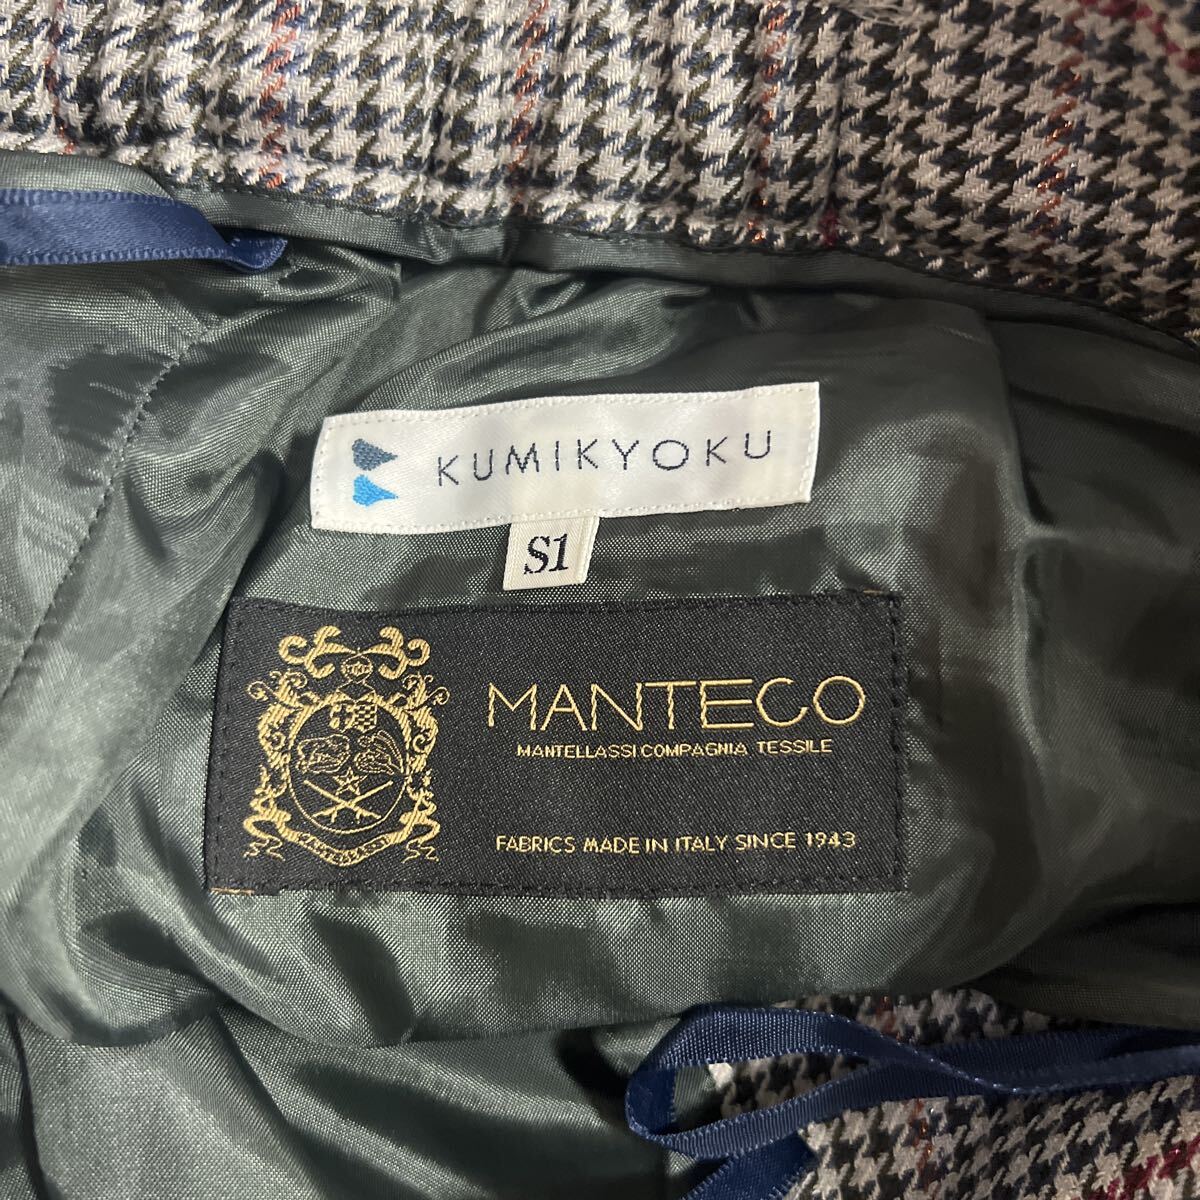 KUMIKYOKU
S1
MANTECO
MANTELLASSI COMPAGNIA TESSILE
FABRICS MADE IN ITALY SINCE 1943